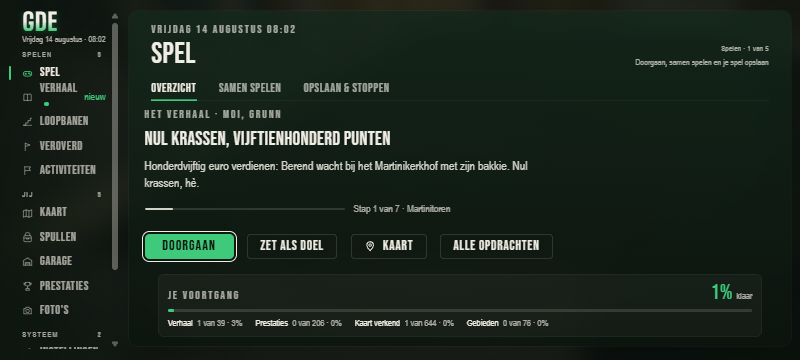 GDE
Vrijdag 14 augustus · 08:02
SPELEN 5
SPEL
VERHAAL nieuw
LOOPBANEN
VEROVERD
ACTIVITEITEN
JIJ 5
KAART
SPULLEN
GARAGE
PRESTATIES
FOTO'S
SYSTEEM 2
VRIJDAG 14 AUGUSTUS 08:02
SPEL
Spelen · 1 van 5
Doorgaan, samen spelen en je spel opslaan
OVERZICHT SAMEN SPELEN OPSLAAN & STOPPEN
HET VERHAAL · MOI, GRUNN
NUL KRASSEN, VIJFTIENHONDERD PUNTEN
Honderdvijftig euro verdienen: Berend wacht bij het Martinikerkhof met zijn bakkie. Nul
krassen, hè.
Stap 1 van 7 · Martinitoren
DOORGAAN ZET ALS DOEL KAART ALLE OPDRACHTEN
JE VOORTGANG 1% klaar
Verhaal 1 van 39 · 3% Prestaties 0 van 206 · 0% Kaart verkend 1 van 644 · 0% Gebieden 0 van 76 · 0%